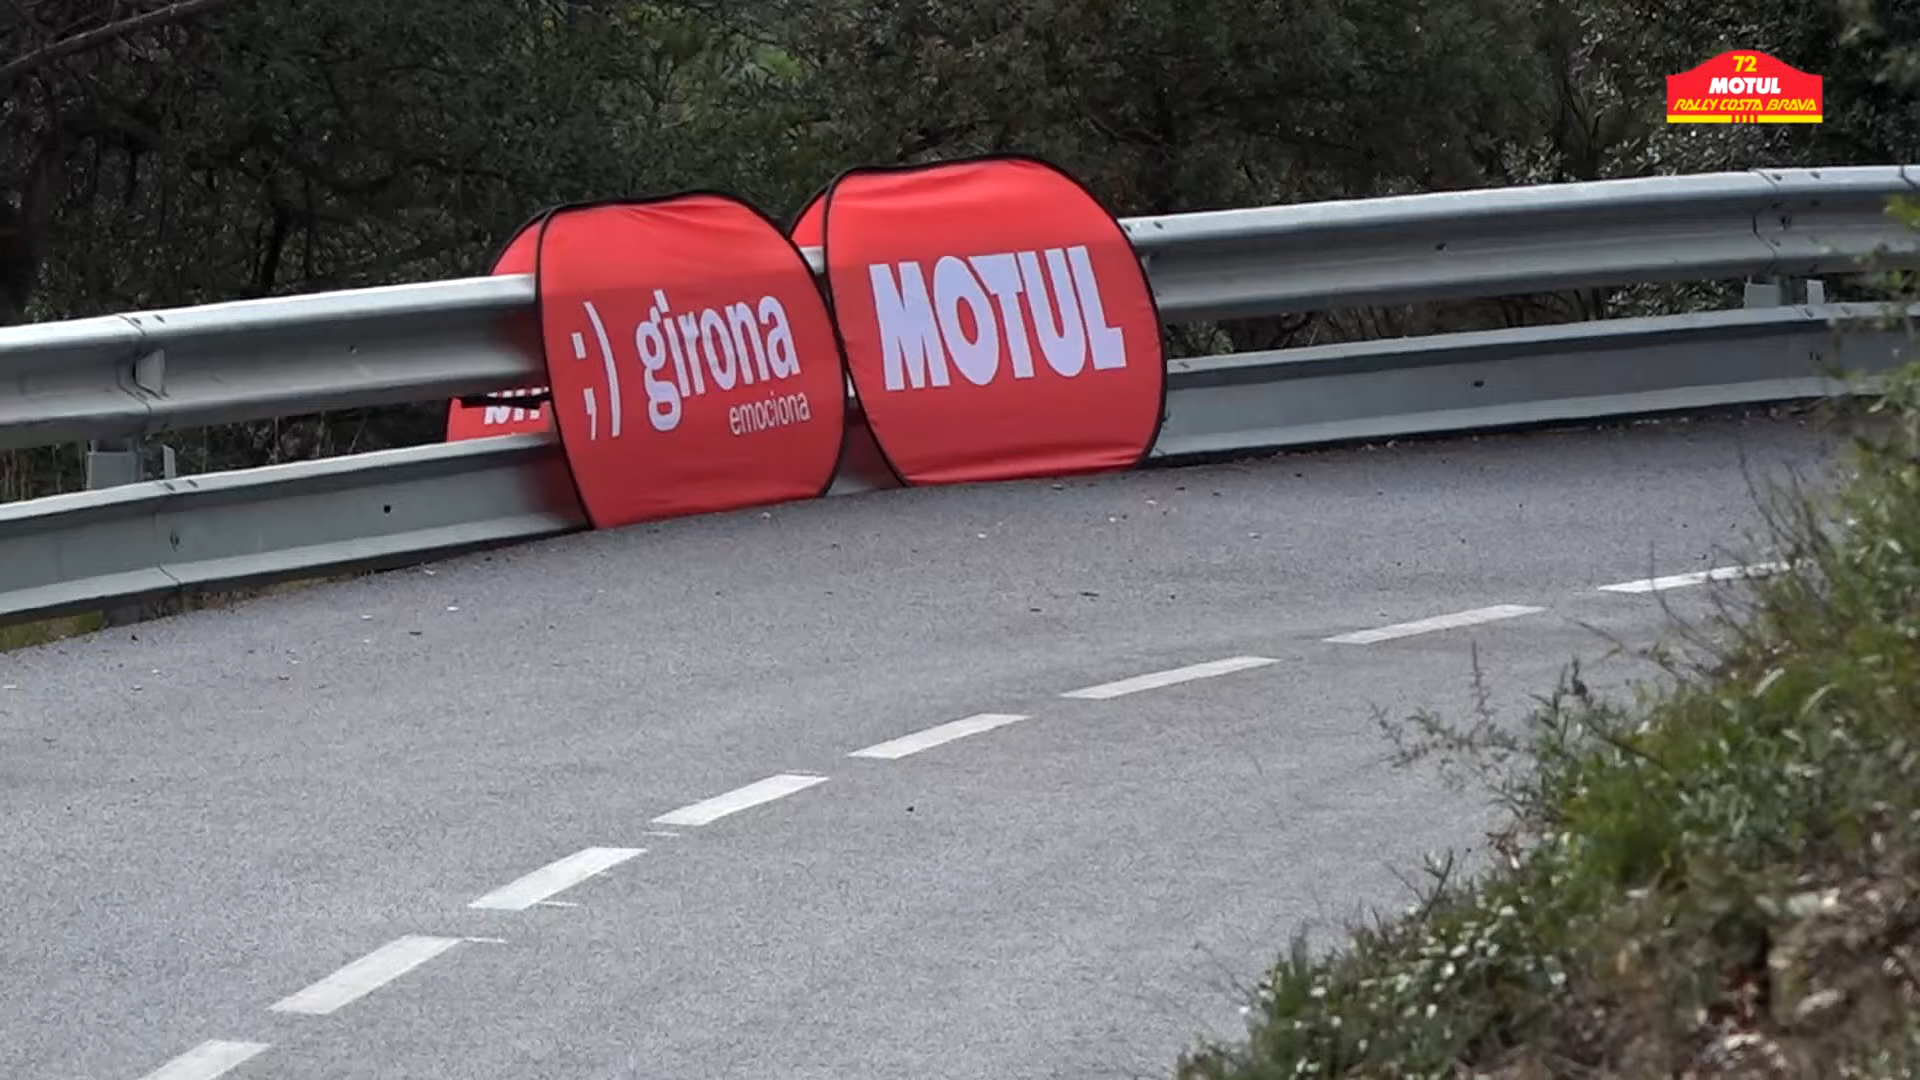 72
MOTUL
RALLY COSTA BRAVA
;) girona
emociona
MOTUL